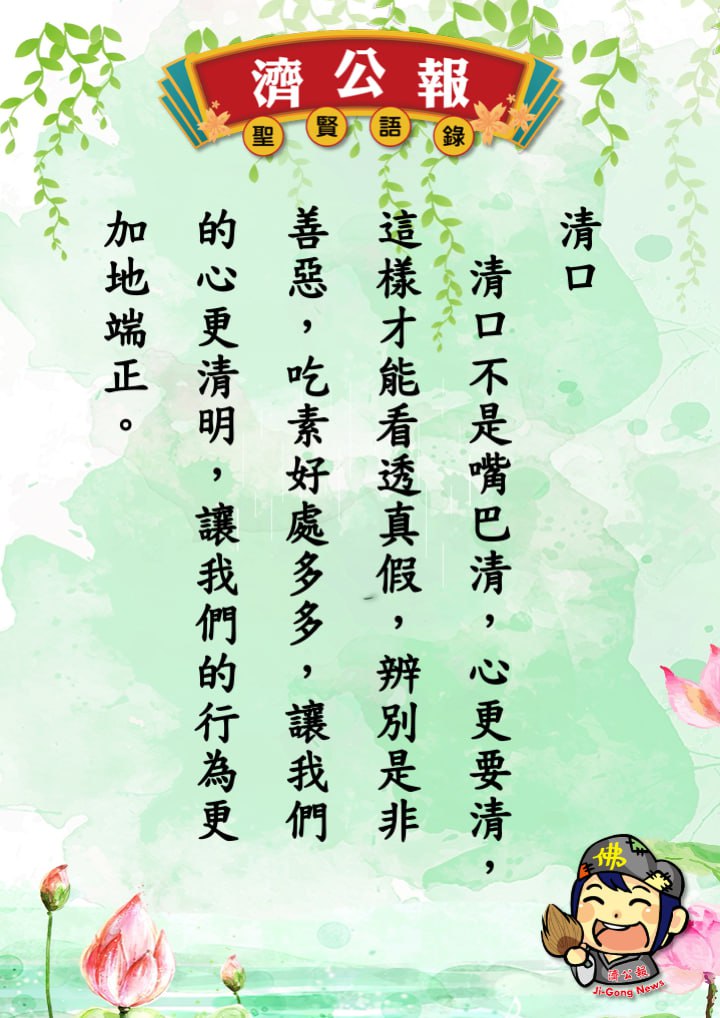 濟公報
聖賢語錄
清口
清口不是嘴巴清，心更要清，
這樣才能看透真假，辨別是非
善惡，吃素好處多多，讓我們
的心更清明，讓我們的行為更
加地端正。
佛
濟公報
Ji-Gong News